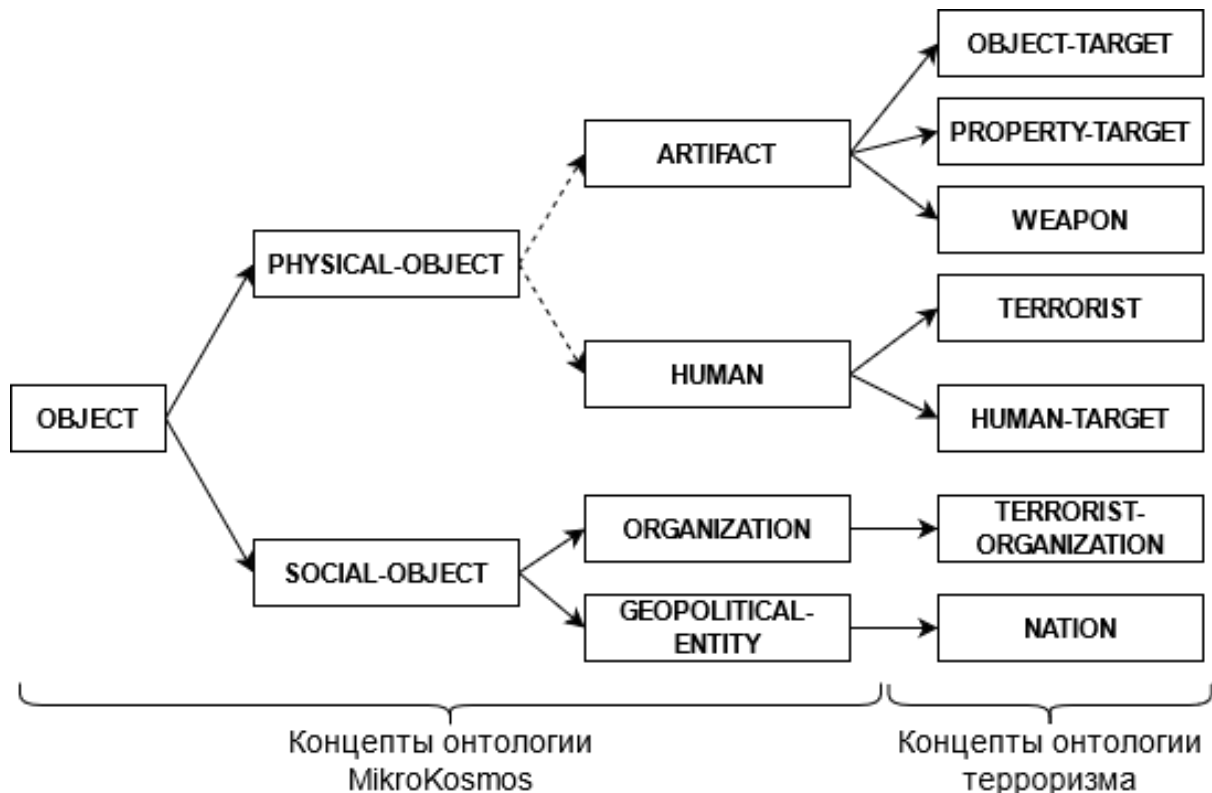 OBJECT
PHYSICAL-OBJECT
SOCIAL-OBJECT
ARTIFACT
HUMAN
ORGANIZATION
GEOPOLITICAL-
ENTITY
OBJECT-TARGET
PROPERTY-TARGET
WEAPON
TERRORIST
HUMAN-TARGET
TERRORIST-
ORGANIZATION
NATION
Концепты онтологии
MikroKosmos
Концепты онтологии
терроризма